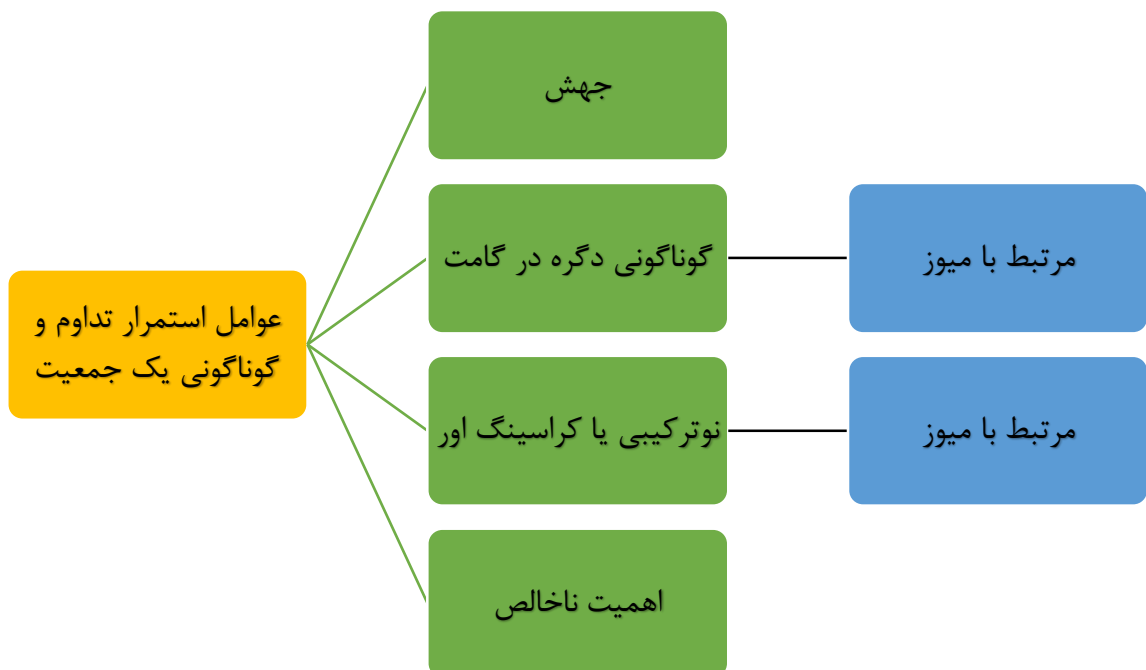 جهش
گوناگونی دگره در گامت
مرتبط با میوز
عوامل استمرار تداوم و
گوناگونی یک جمعیت
نوترکیبی یا کراسینگ اور
مرتبط با میوز
اهمیت ناخالص